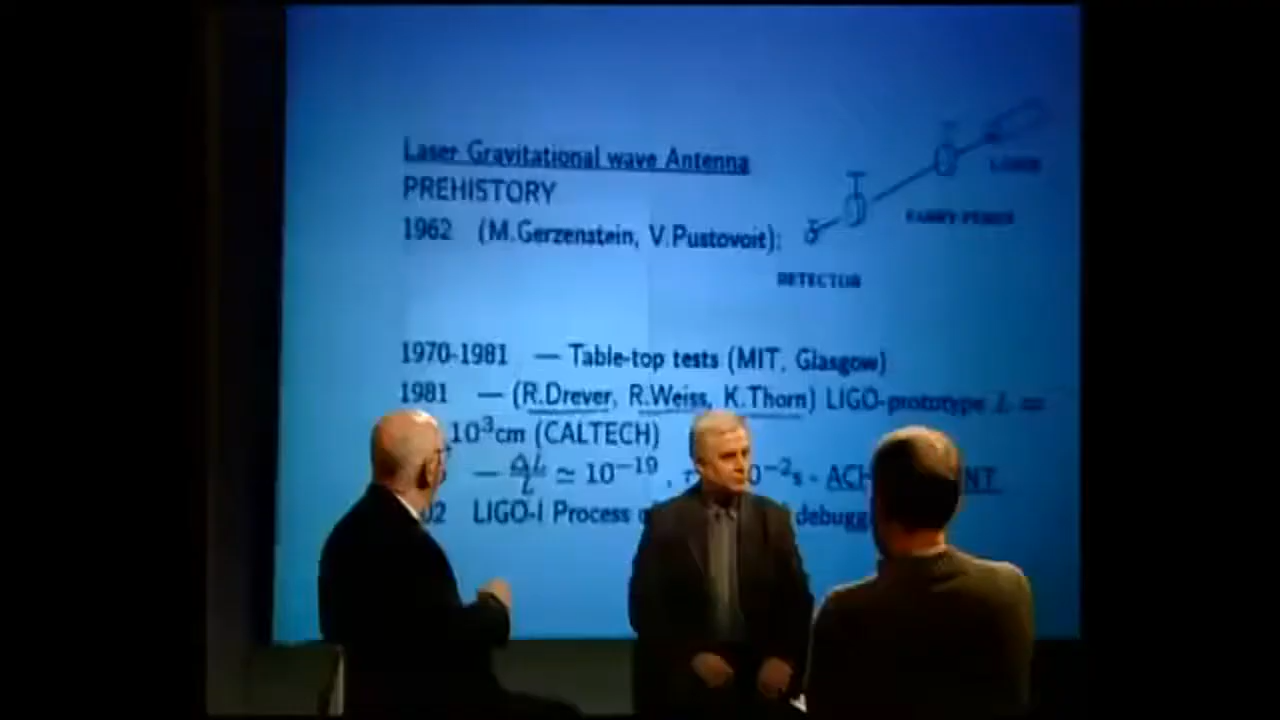 Laser Gravitational wave Antenna
PREHISTORY
1962 (M.Gerzenstein, V.Pustovoit):
LASER
FABRY-PEROT
DETECTOR
1970-1981 — Table-top tests (MIT, Glasgow)
1981 — (R.Drever, R.Weiss, K.Thorn) LIGO-prototype L =
10³cm (CALTECH)
— ΔL/L ≃ 10⁻¹⁹,
LIGO-I Process